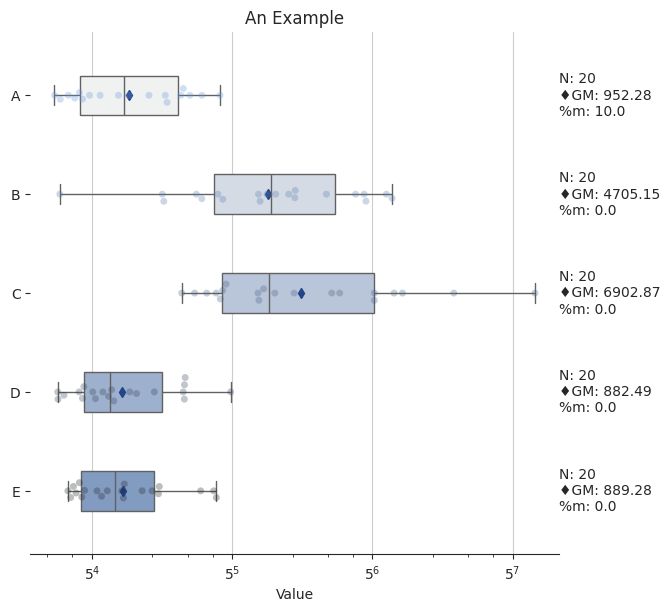 An Example
A
N: 20
♦GM: 952.28
%m: 10.0
B
N: 20
♦GM: 4705.15
%m: 0.0
C
N: 20
♦GM: 6902.87
%m: 0.0
D
N: 20
♦GM: 882.49
%m: 0.0
E
N: 20
♦GM: 889.28
%m: 0.0
5⁴ 5⁵ 5⁶ 5⁷
Value